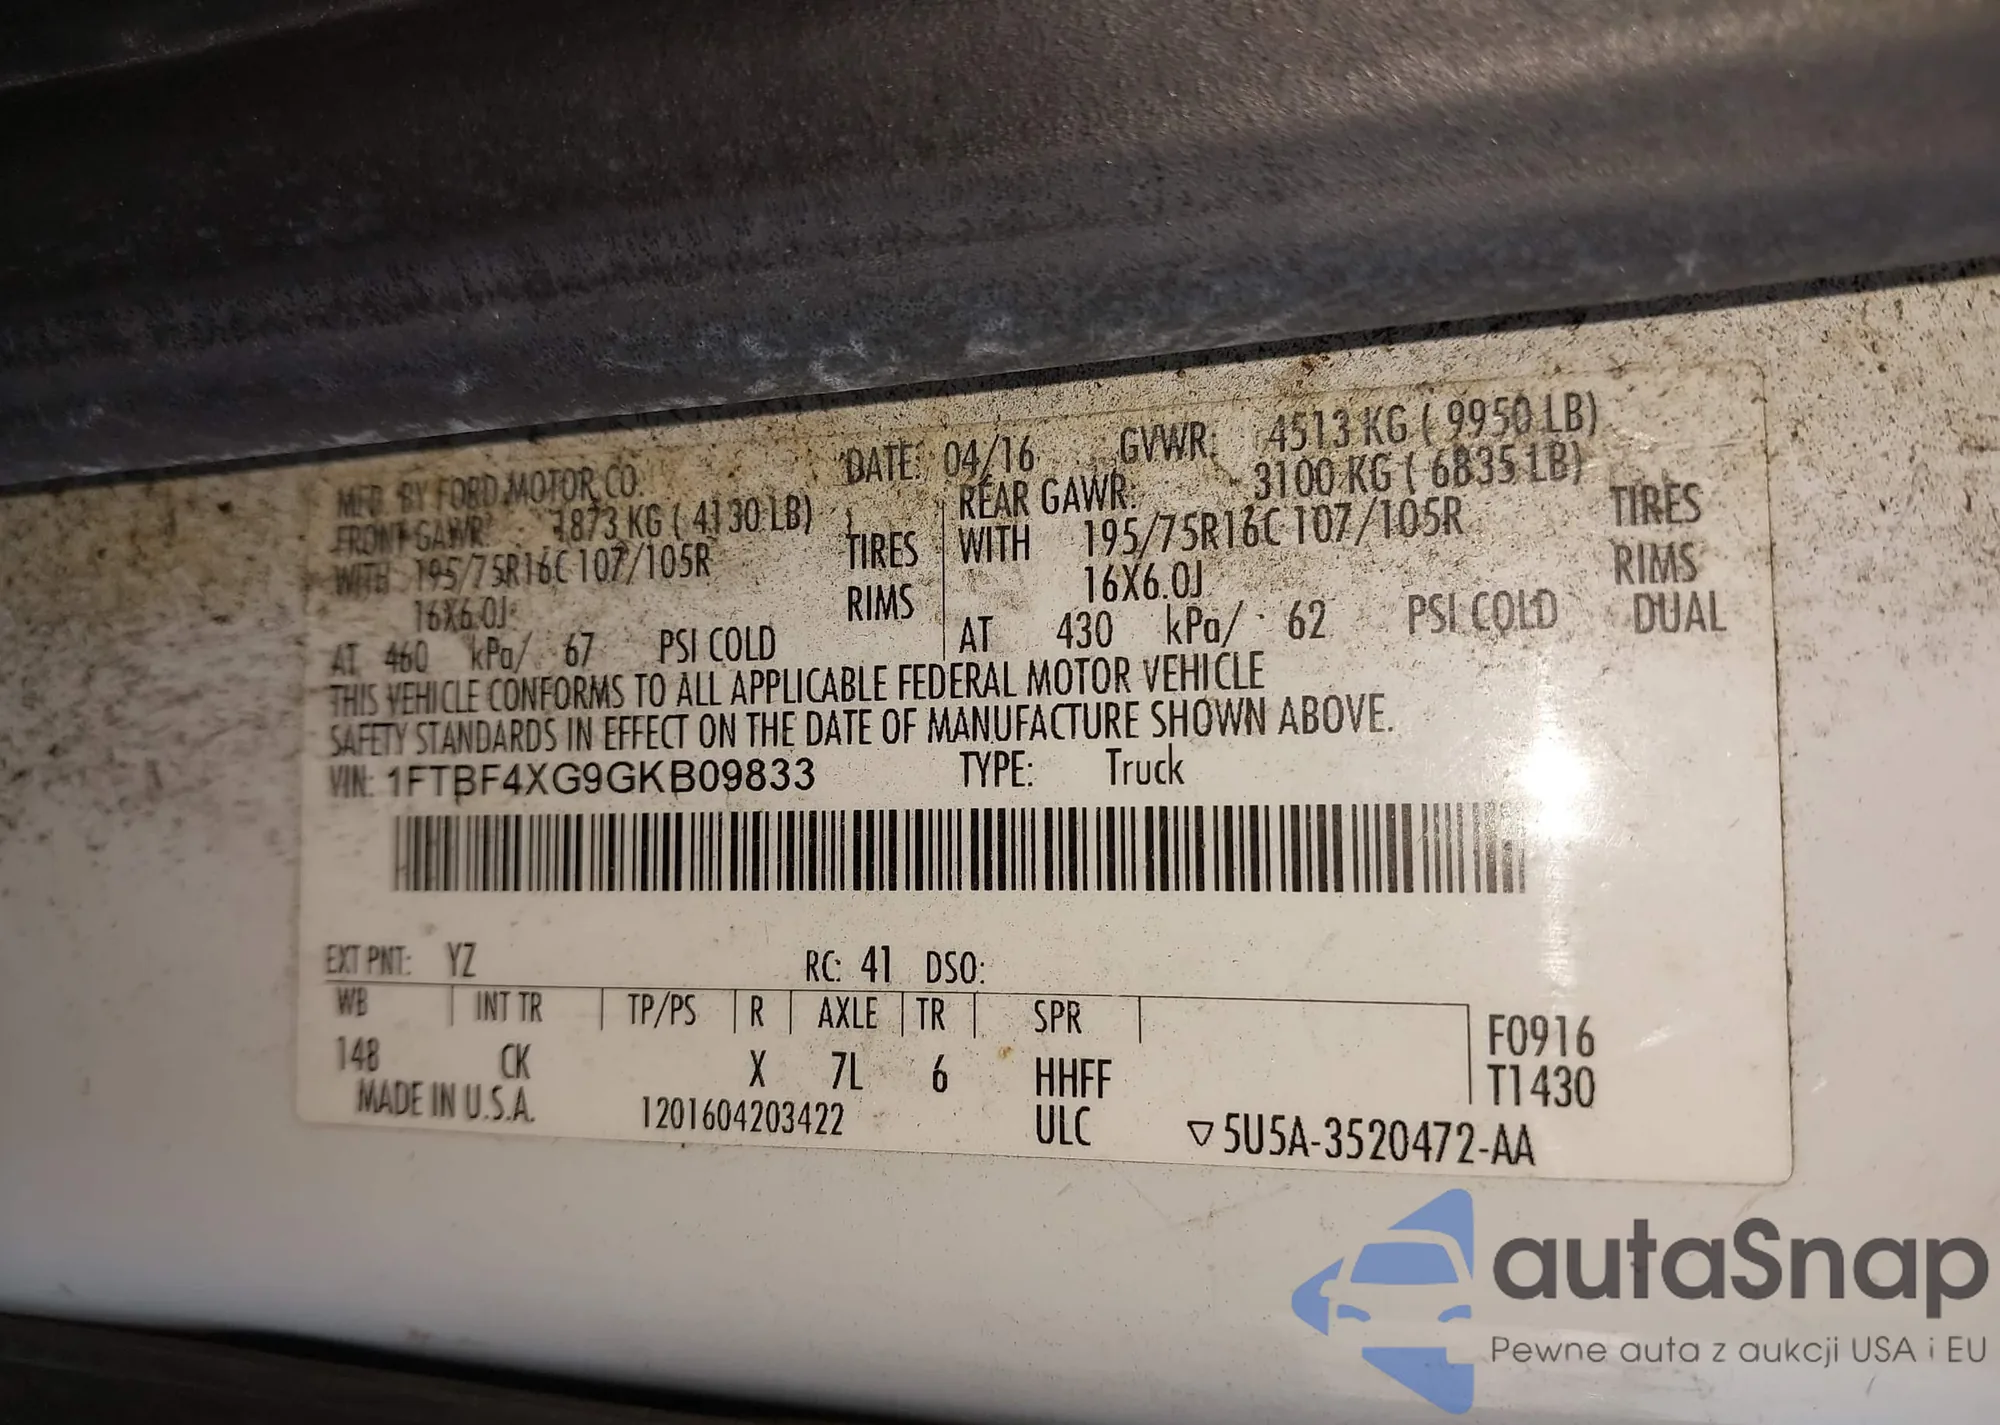 MFD. BY FORD MOTOR CO. DATE: 04/16 GVWR: 4513 KG ( 9950 LB)
FRONT GAWR: 1873 KG ( 4130 LB) REAR GAWR: 3100 KG ( 6835 LB)
WITH 195/75R16C 107/105R TIRES WITH 195/75R16C 107/105R TIRES
16X6.0J RIMS 16X6.0J RIMS
AT 460 kPa/ 67 PSI COLD AT 430 kPa/ 62 PSI COLD DUAL
THIS VEHICLE CONFORMS TO ALL APPLICABLE FEDERAL MOTOR VEHICLE
SAFETY STANDARDS IN EFFECT ON THE DATE OF MANUFACTURE SHOWN ABOVE.
VIN: 1FTBF4XG9GKB09833 TYPE: Truck
EXT PNT: YZ RC: 41 DSO:
WB INT TR TP/PS R AXLE TR SPR F0916
148 CK X 7L 6 HHFF T1430
MADE IN U.S.A. 1201604203422 ULC ▽5U5A-3520472-AA
autaSnap
Pewne auta z aukcji USA i EU